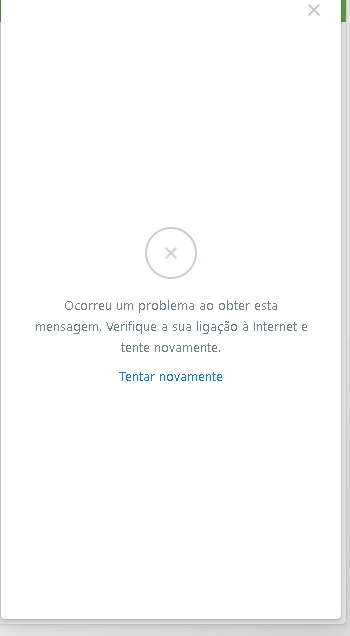 Ocorreu um problema ao obter esta
mensagem. Verifique a sua ligação à Internet e
tente novamente.
Tentar novamente